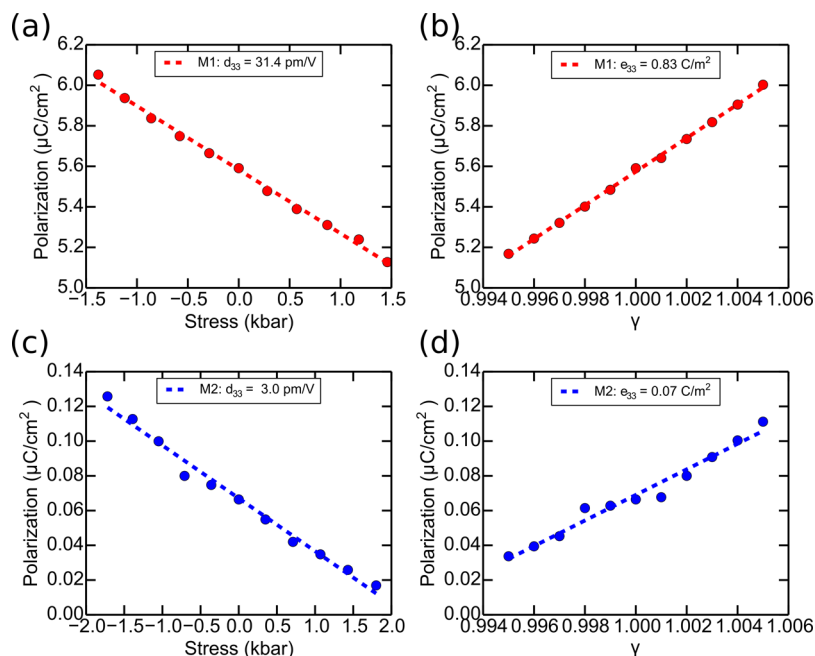 (a)
6.2
6.0
5.8
5.6
5.4
5.2
5.0
Polarization (μC/cm²)
M1: d₃₃ = 31.4 pm/V
−1.5 −1.0 −0.5 0.0 0.5 1.0 1.5
Stress (kbar)
(b)
6.2
6.0
5.8
5.6
5.4
5.2
5.0
Polarization (μC/cm²)
M1: e₃₃ = 0.83 C/m²
0.994 0.996 0.998 1.000 1.002 1.004 1.006
γ
(c)
0.14
0.12
0.10
0.08
0.06
0.04
0.02
0.00
Polarization (μC/cm²)
M2: d₃₃ = 3.0 pm/V
−2.0 −1.5 −1.0 −0.5 0.0 0.5 1.0 1.5 2.0
Stress (kbar)
(d)
0.14
0.12
0.10
0.08
0.06
0.04
0.02
0.00
Polarization (μC/cm²)
M2: e₃₃ = 0.07 C/m²
0.994 0.996 0.998 1.000 1.002 1.004 1.006
γ